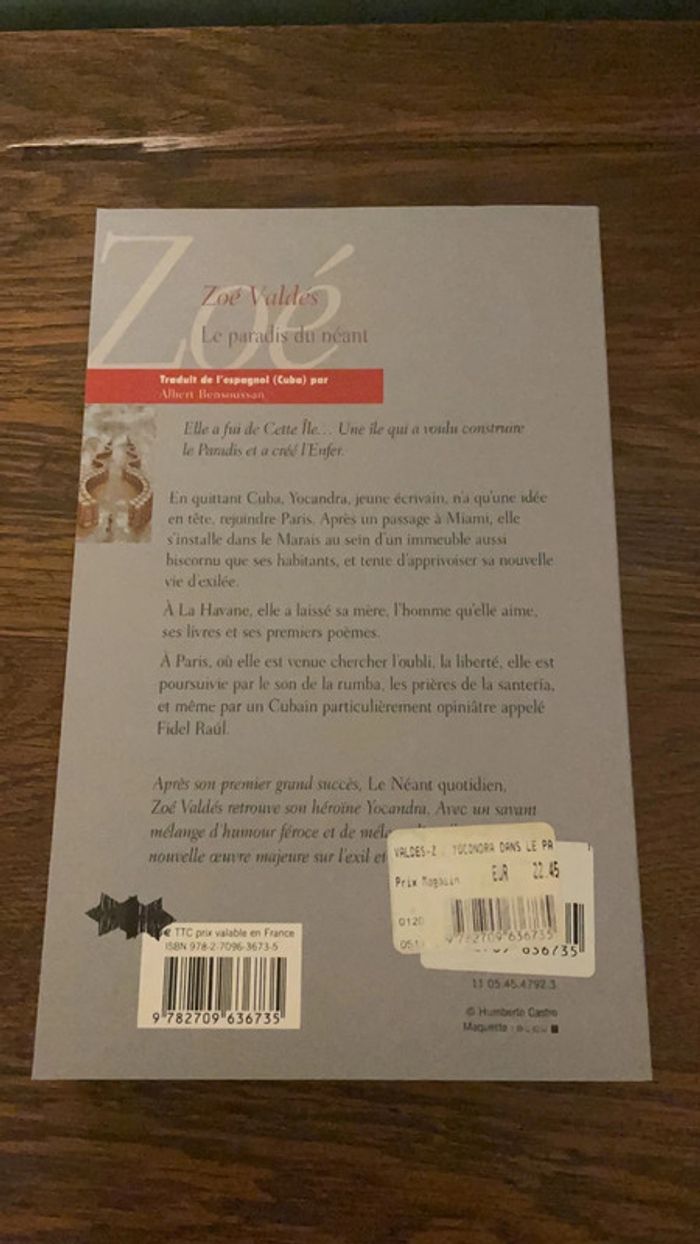 Zoé
Zoé Valdés
Le paradis du néant
Traduit de l'espagnol (Cuba) par
Albert Bensoussan
Elle a fui de Cette Île... Une île qui a voulu construire
le Paradis et a créé l'Enfer.
En quittant Cuba, Yocandra, jeune écrivain, n'a qu'une idée
en tête, rejoindre Paris. Après un passage à Miami, elle
s'installe dans le Marais au sein d'un immeuble aussi
biscornu que ses habitants, et tente d'apprivoiser sa nouvelle
vie d'exilée.
À La Havane, elle a laissé sa mère, l'homme qu'elle aime,
ses livres et ses premiers poèmes.
À Paris, où elle est venue chercher l'oubli, la liberté, elle est
poursuivie par le son de la rumba, les prières de la santería,
et même par un Cubain particulièrement opiniâtre appelé
Fidel Raúl.
Après son premier grand succès, Le Néant quotidien,
Zoé Valdés retrouve son héroïne Yocandra. Avec un savant
mélange d'humour féroce et de
nouvelle œuvre majeure sur l'exil et
VALDES-Z . YOCONDRA DANS LE PA
Prix Magasin EUR 22.45
0120
051
9 782709 636735
636735
€ TTC prix valable en France
ISBN 978-2-7096-3673-5
9 782709 636735
11 05.45.4792.3
© Humberto Castro
Maquette :